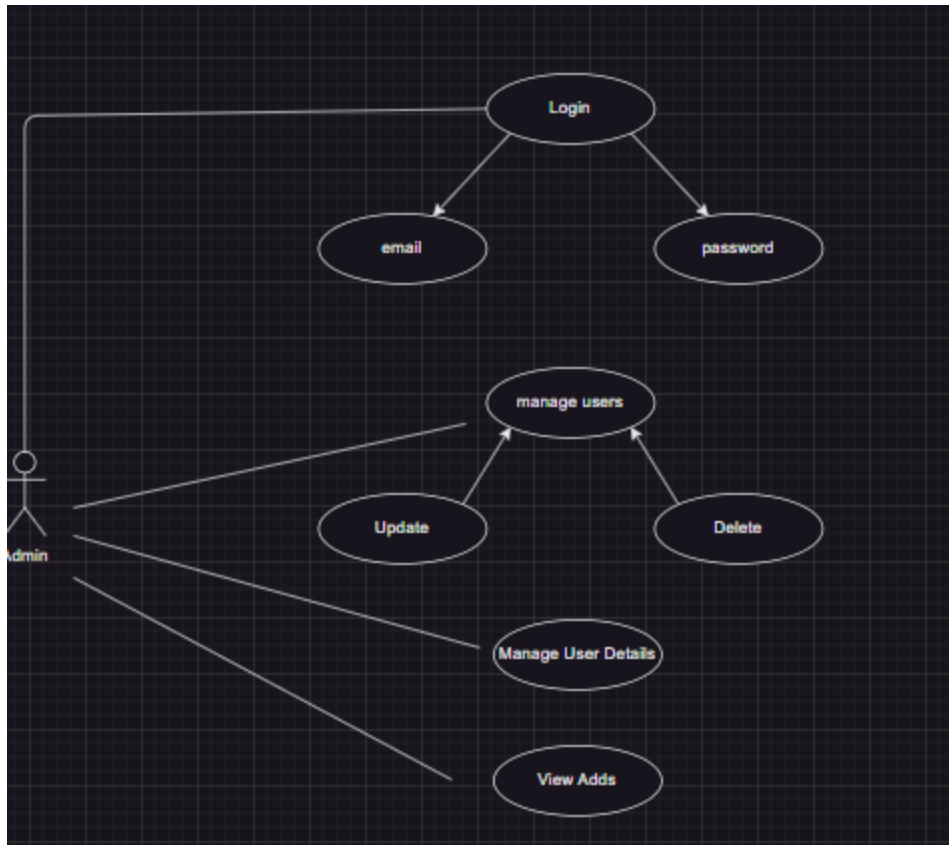 Login
email
password
manage users
Update
Delete
Admin
Manage User Details
View Adds